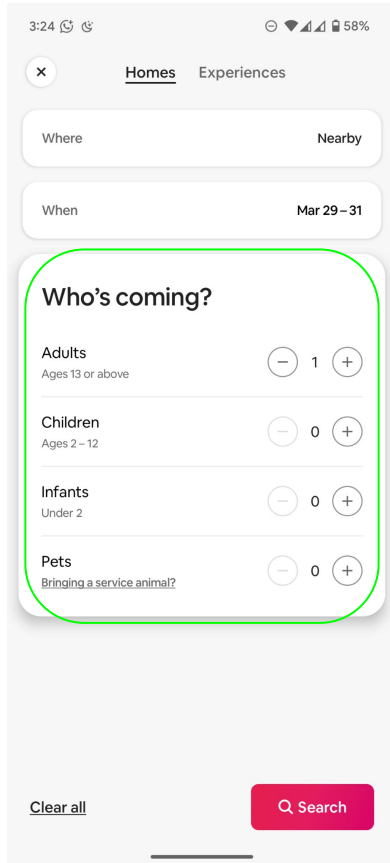 3:24 58%
Homes Experiences
Where Nearby
When Mar 29 – 31
Who's coming?
Adults
Ages 13 or above
1
Children
Ages 2 – 12
0
Infants
Under 2
0
Pets
Bringing a service animal?
0
Clear all Search